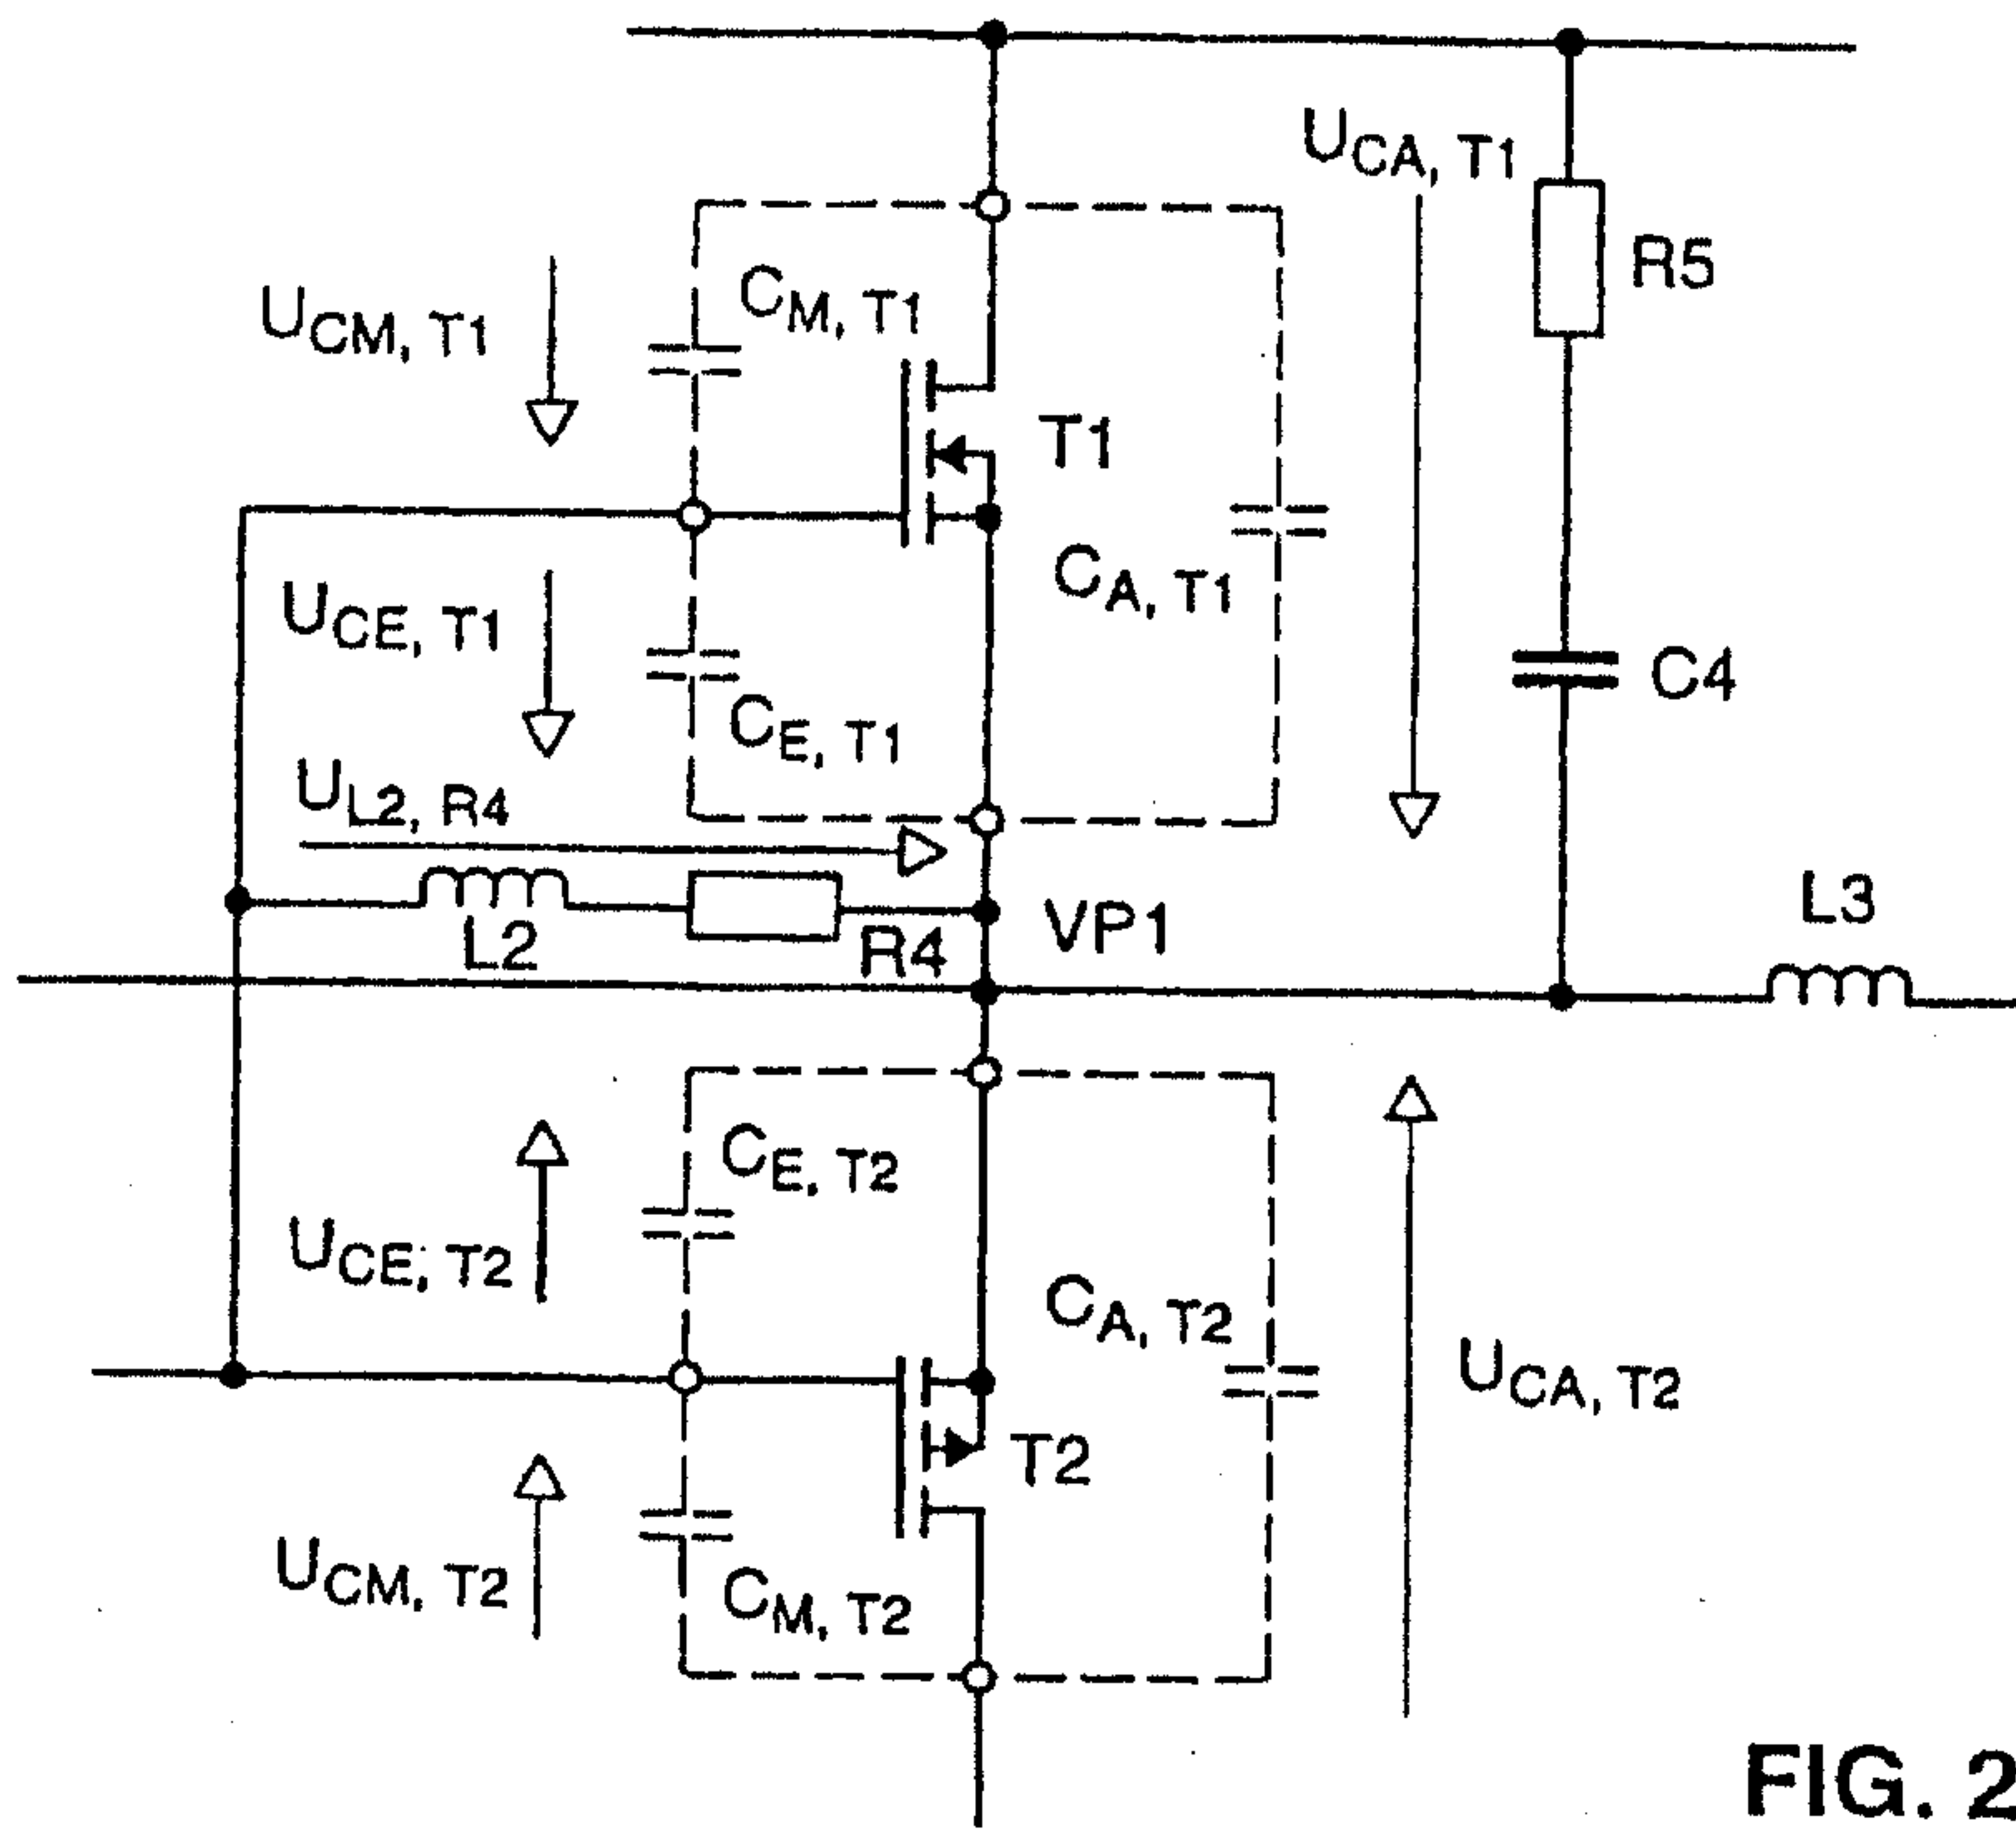 U_CA, T1
R5
C_M, T1
U_CM, T1
T1
C_A, T1
U_CE, T1
C4
C_E, T1
U_L2, R4
L3
VP1
L2
R4
C_E, T2
U_CE, T2
C_A, T2
U_CA, T2
T2
U_CM, T2
C_M, T2
FIG. 2